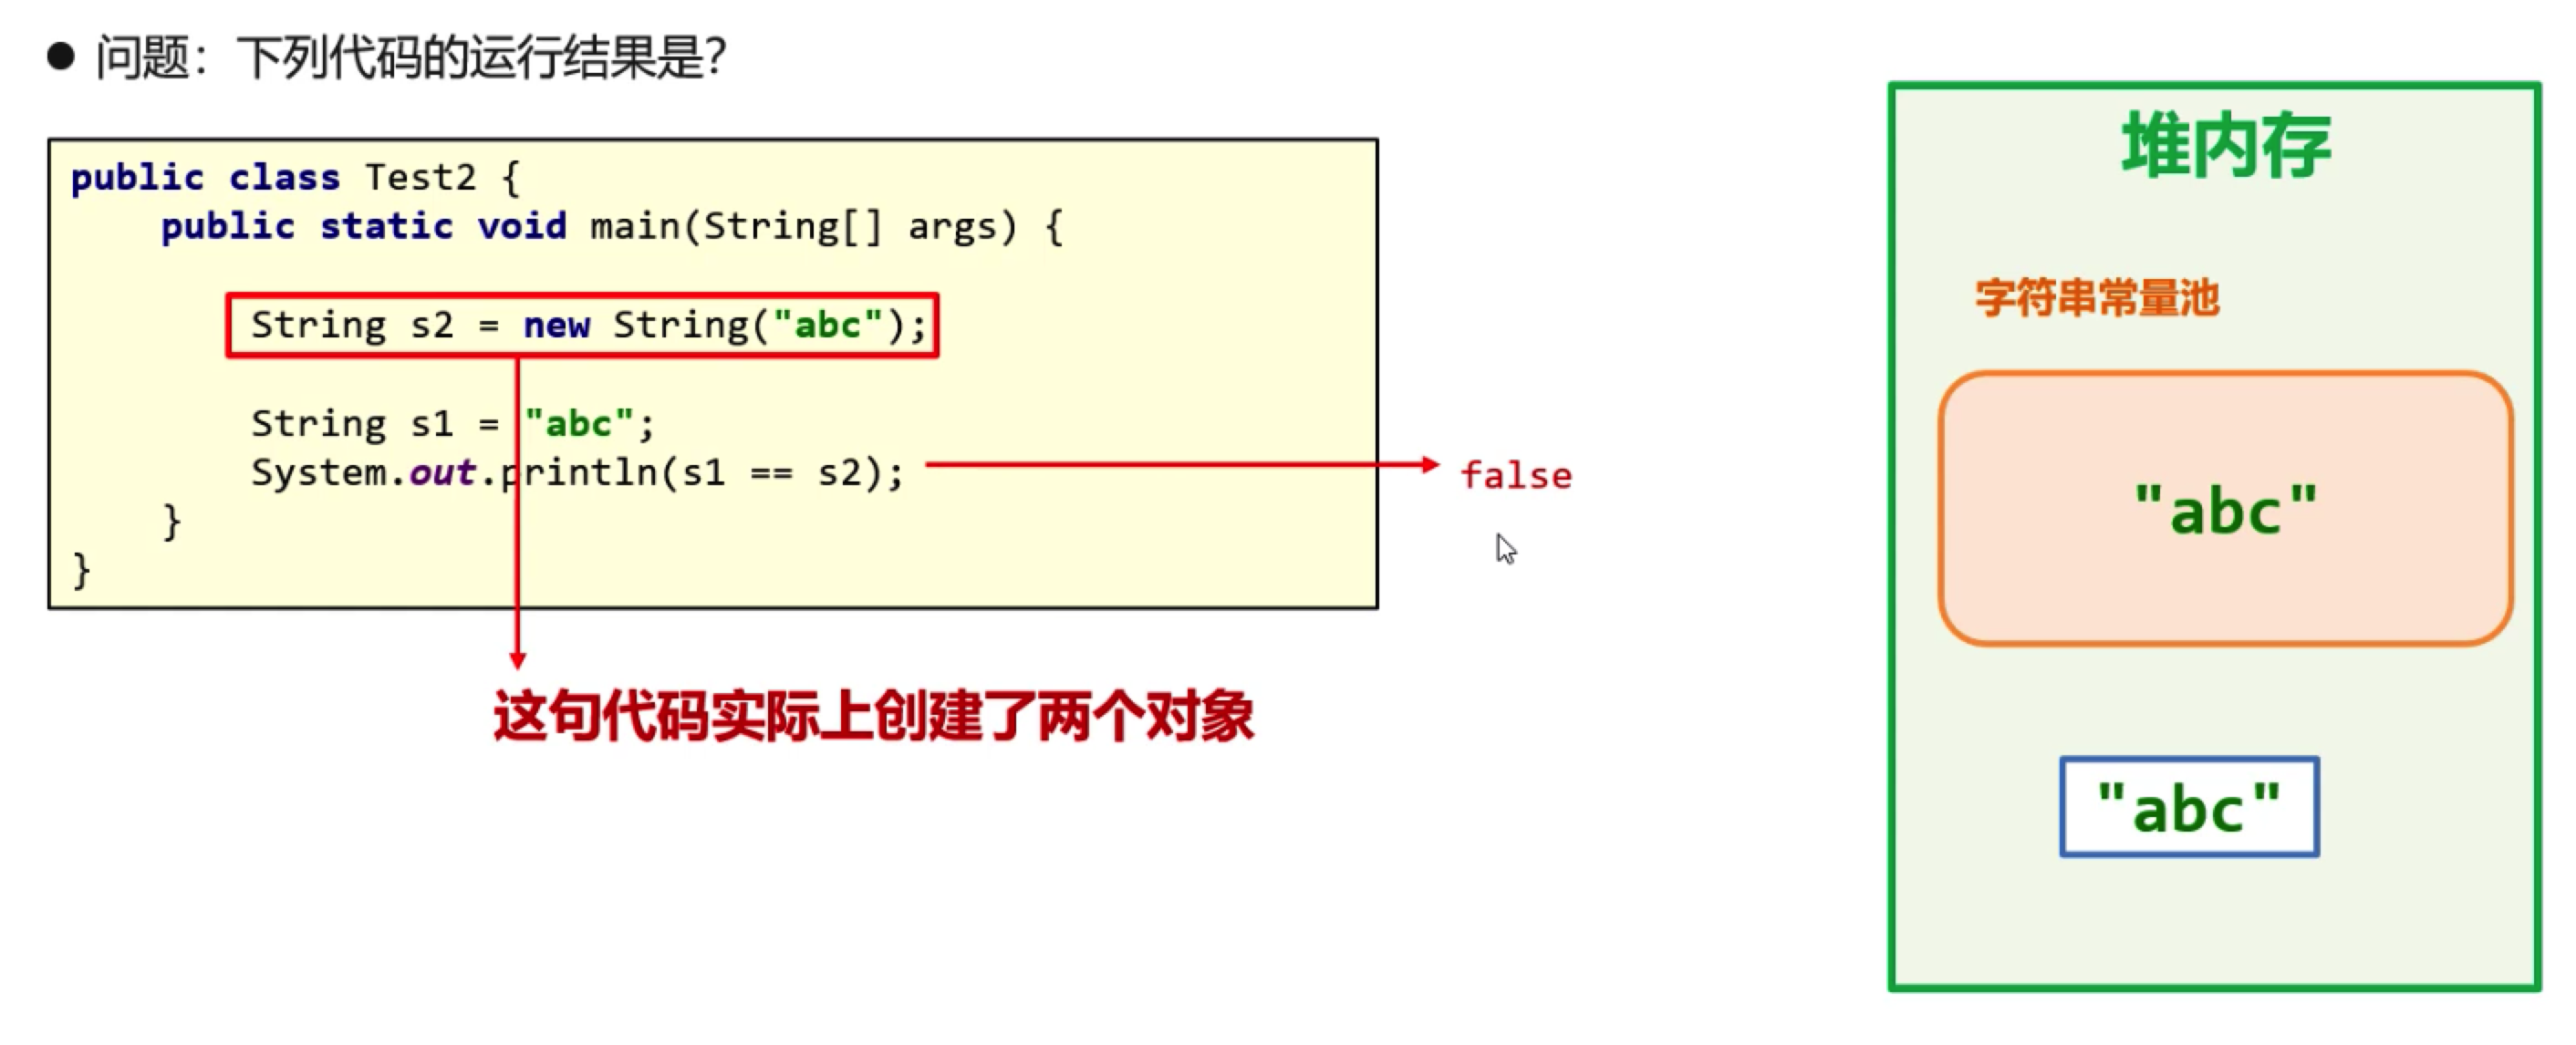 ● 问题：下列代码的运行结果是？
public class Test2 {
    public static void main(String[] args) {
        String s2 = new String("abc");
        String s1 = "abc";
        System.out.println(s1 == s2);
    }
}
false
这句代码实际上创建了两个对象
堆内存
字符串常量池
"abc"
"abc"